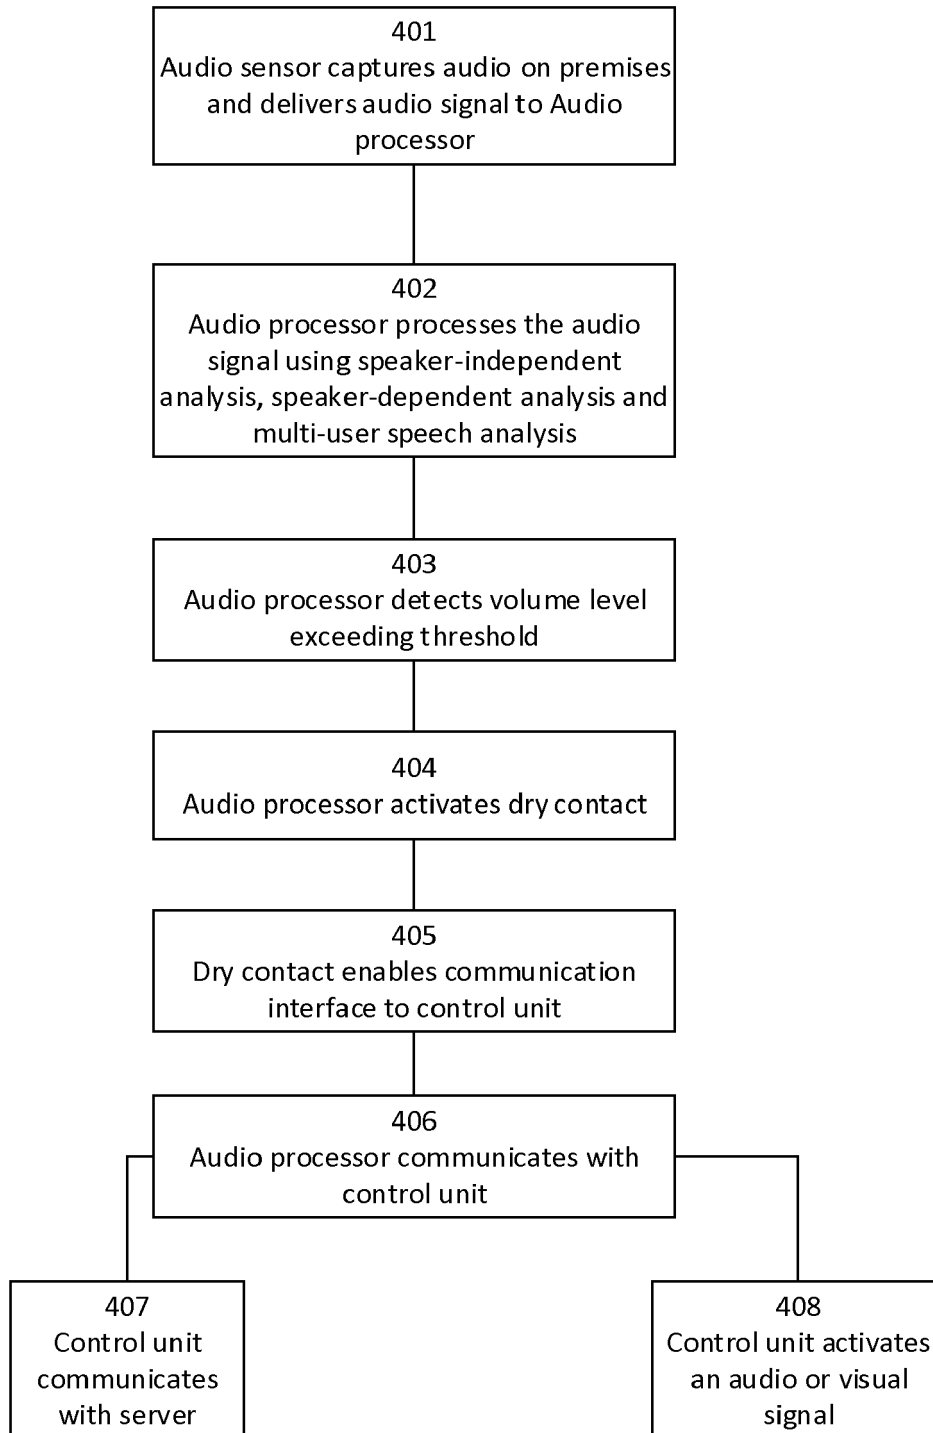 401
Audio sensor captures audio on premises
and delivers audio signal to Audio
processor
402
Audio processor processes the audio
signal using speaker-independent
analysis, speaker-dependent analysis and
multi-user speech analysis
403
Audio processor detects volume level
exceeding threshold
404
Audio processor activates dry contact
405
Dry contact enables communication
interface to control unit
406
Audio processor communicates with
control unit
407
Control unit
communicates
with server
408
Control unit activates
an audio or visual
signal